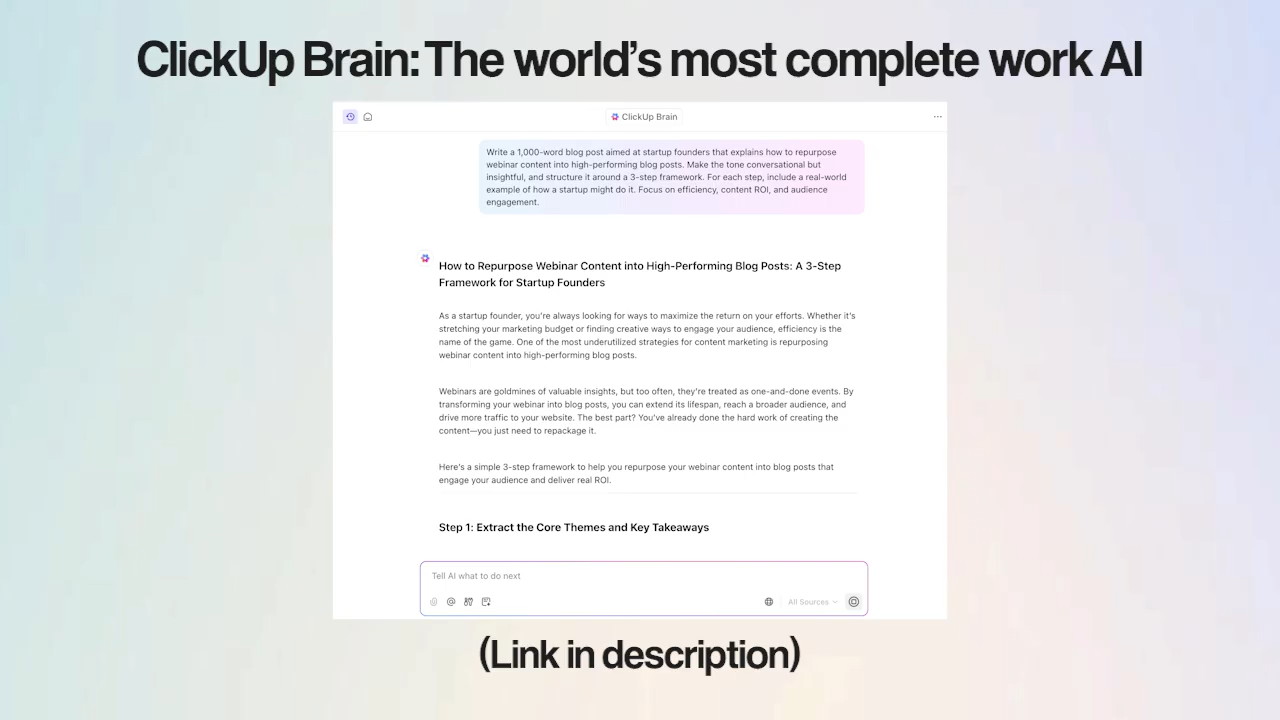 ClickUp Brain: The world’s most complete work AI
ClickUp Brain
Write a 1,000-word blog post aimed at startup founders that explains how to repurpose
webinar content into high-performing blog posts. Make the tone conversational but
insightful, and structure it around a 3-step framework. For each step, include a real-world
example of how a startup might do it. Focus on efficiency, content ROI, and audience
engagement.
How to Repurpose Webinar Content into High-Performing Blog Posts: A 3-Step
Framework for Startup Founders
As a startup founder, you’re always looking for ways to maximize the return on your efforts. Whether it’s
stretching your marketing budget or finding creative ways to engage your audience, efficiency is the
name of the game. One of the most underutilized strategies for content marketing is repurposing
webinar content into high-performing blog posts.
Webinars are goldmines of valuable insights, but too often, they’re treated as one-and-done events. By
transforming your webinar into blog posts, you can extend its lifespan, reach a broader audience, and
drive more traffic to your website. The best part? You’ve already done the hard work of creating the
content—you just need to repackage it.
Here’s a simple 3-step framework to help you repurpose your webinar content into blog posts that
engage your audience and deliver real ROI.
Step 1: Extract the Core Themes and Key Takeaways
Tell AI what to do next
All Sources
(Link in description)